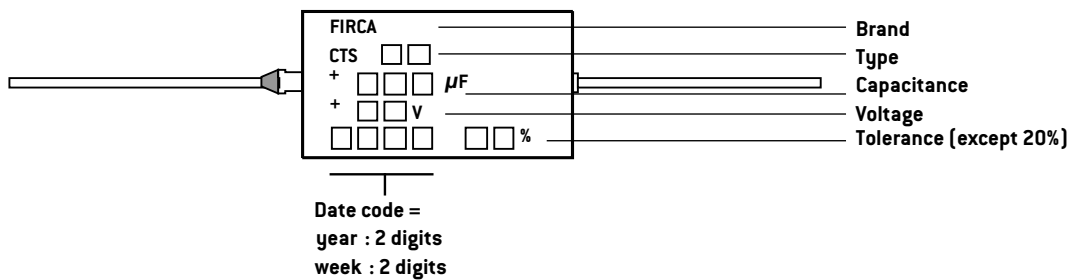 FIRCA
Brand
CTS □ □
Type
+ □ □ □ µF
Capacitance
+ □ □ V
Voltage
□ □ □ □ □ □ %
Tolerance (except 20%)
Date code =
year : 2 digits
week : 2 digits